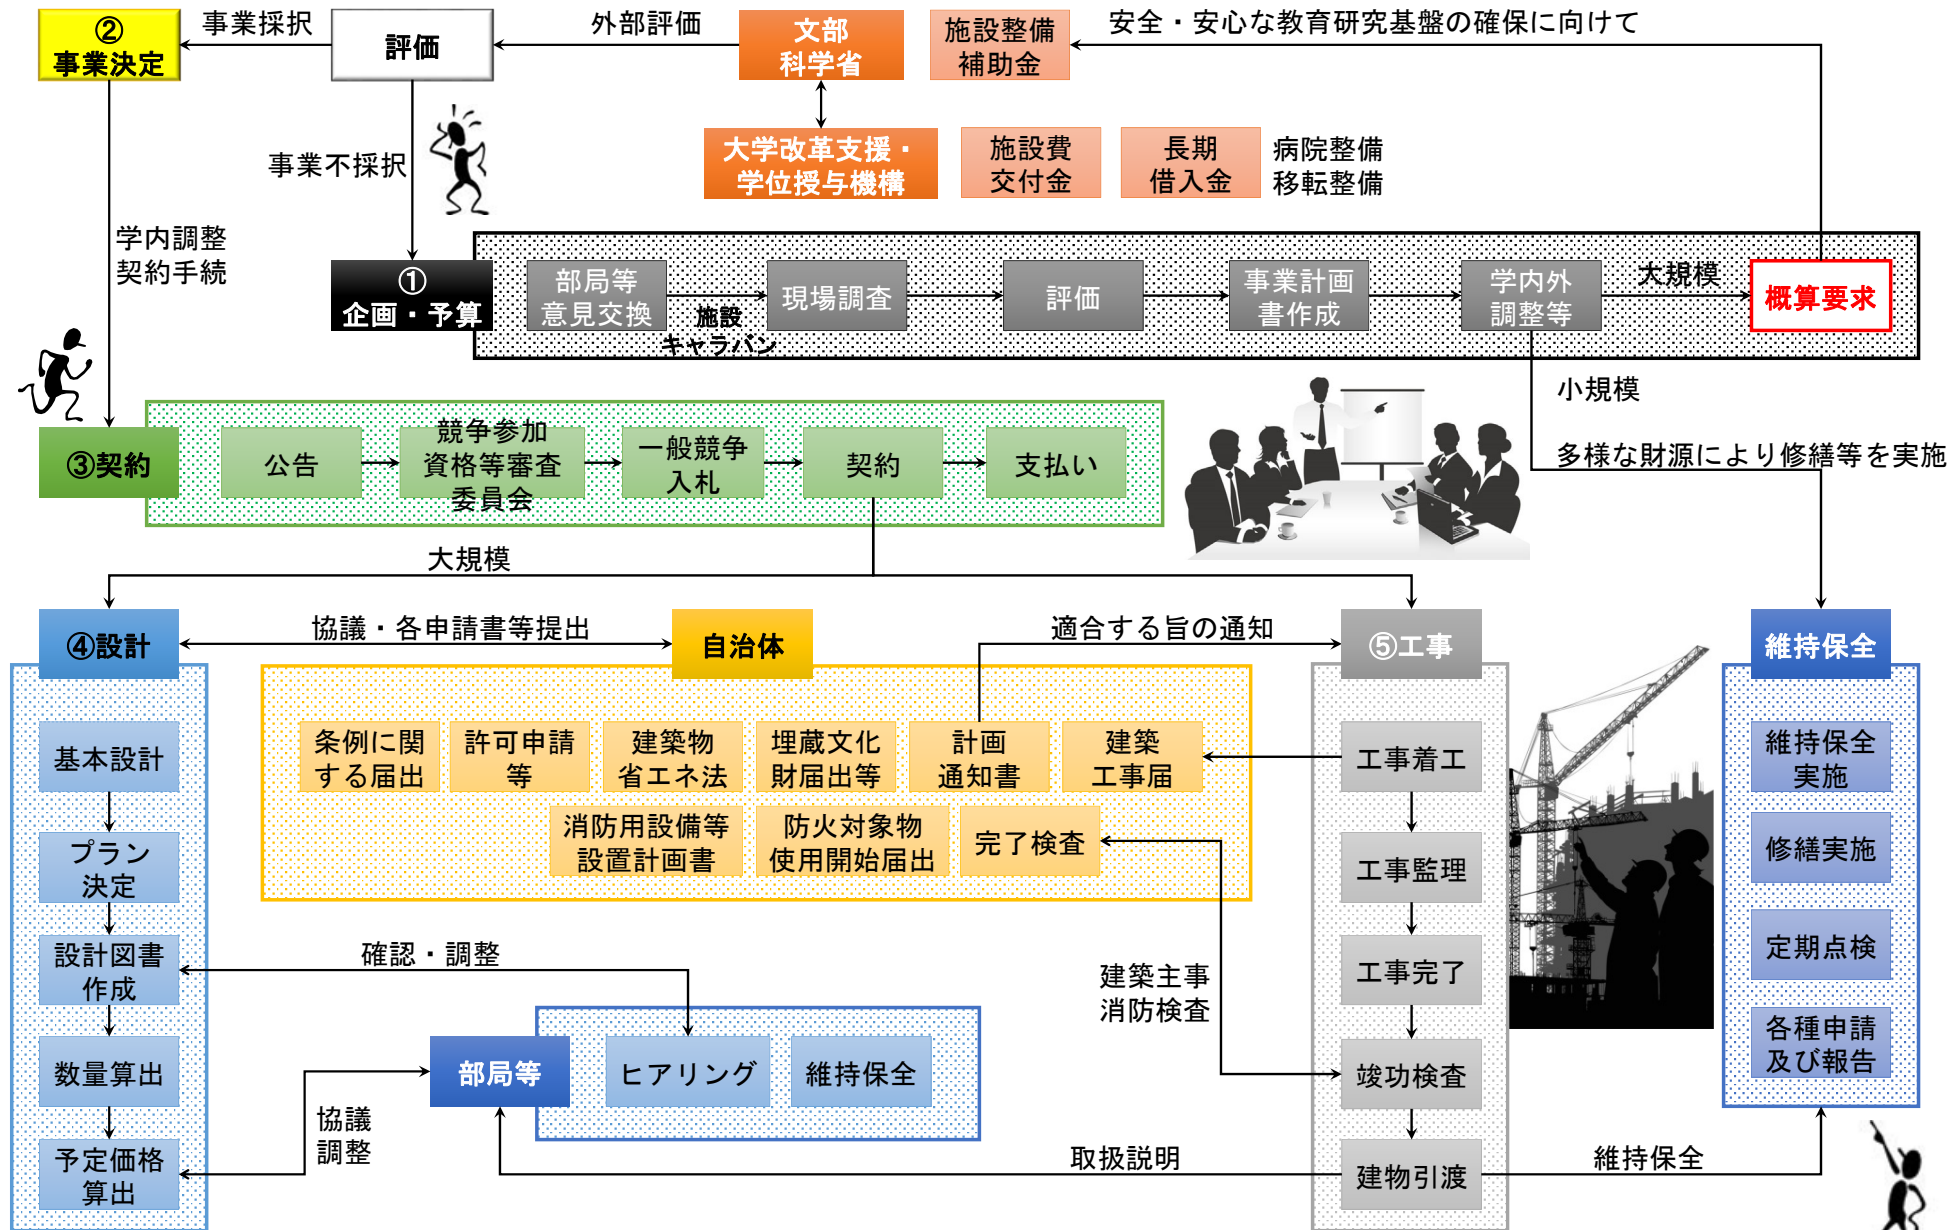 ②
事業決定
事業採択
評価
外部評価
文部
科学省
施設整備
補助金
安全・安心な教育研究基盤の確保に向けて
事業不採択
大学改革支援・
学位授与機構
施設費
交付金
長期
借入金
病院整備
移転整備
学内調整
契約手続
①
企画・予算
部局等
意見交換
施設
キャラバン
現場調査
評価
事業計画
書作成
学内外
調整等
大規模
概算要求
小規模
多様な財源により修繕等を実施
③契約
公告
競争参加
資格等審査
委員会
一般競争
入札
契約
支払い
大規模
④設計
協議・各申請書等提出
自治体
適合する旨の通知
⑤工事
維持保全
基本設計
プラン
決定
設計図書
作成
数量算出
予定価格
算出
条例に関
する届出
許可申請
等
建築物
省エネ法
埋蔵文化
財届出等
計画
通知書
建築
工事届
消防用設備等
設置計画書
防火対象物
使用開始届出
完了検査
工事着工
工事監理
工事完了
竣功検査
建物引渡
維持保全
実施
修繕実施
定期点検
各種申請
及び報告
確認・調整
建築主事
消防検査
部局等
ヒアリング
維持保全
協議
調整
取扱説明
維持保全